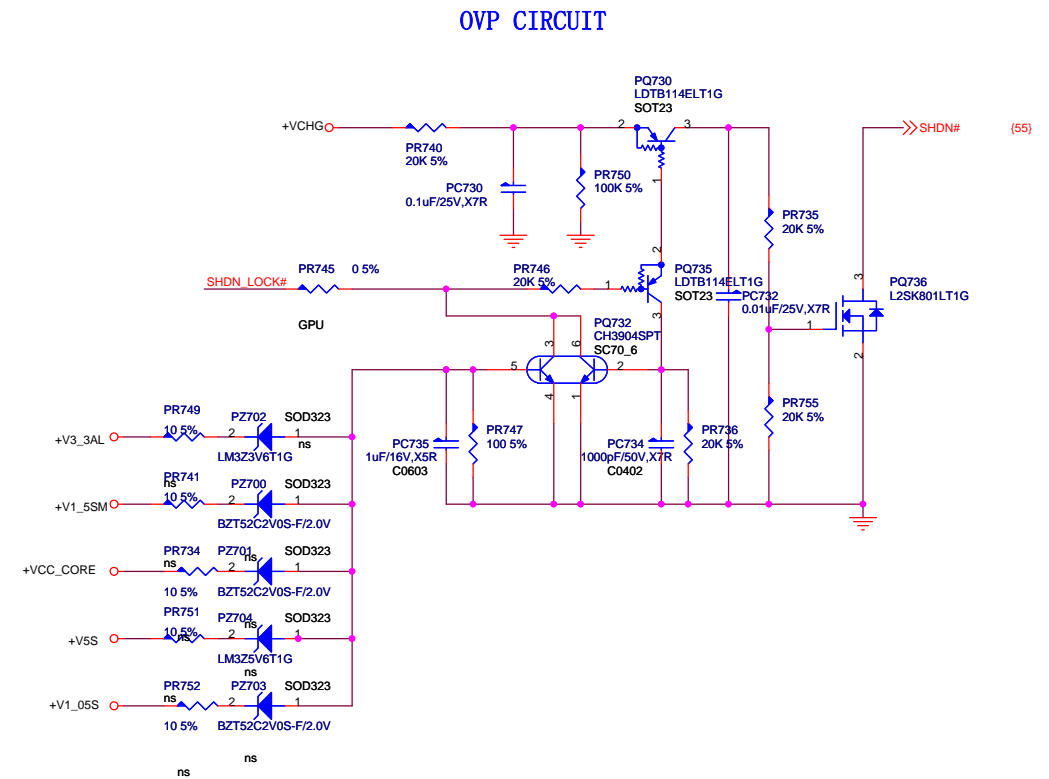 OVP CIRCUIT
PQ730
LDTB114ELT1G
SOT23
+VCHG
2
3
SHDN#
{55}
PR740
20K 5%
PC730
0.1uF/25V,X7R
PR750
100K 5%
1
PR735
20K 5%
2
SHDN_LOCK#
PR745
0 5%
GPU
PR746
20K 5%
1
PQ735
LDTB114ELT1G
SOT23
3
PC732
0.01uF/25V,X7R
3
PQ736
L2SK801LT1G
1
2
PQ732
CH3904SPT
SC70_6
3
6
5
2
4
1
PR755
20K 5%
PC735
1uF/16V,X5R
C0603
PR747
100 5%
PC734
1000pF/50V,X7R
C0402
PR736
20K 5%
+V3_3AL
PR749
10 5%
PZ702
SOD323
2
1
ns
LM3Z3V6T1G
+V1_5SM
PR741
ns
10 5%
PZ700
SOD323
2
1
BZT52C2V0S-F/2.0V
+VCC_CORE
PR734
ns
PZ701
ns
SOD323
2
1
10 5%
BZT52C2V0S-F/2.0V
+V5S
PR751
10 5%
ns
PZ704
ns
SOD323
2
1
LM3Z5V6T1G
ns
+V1_05S
PR752
ns
PZ703
SOD323
2
1
10 5%
BZT52C2V0S-F/2.0V
ns
ns